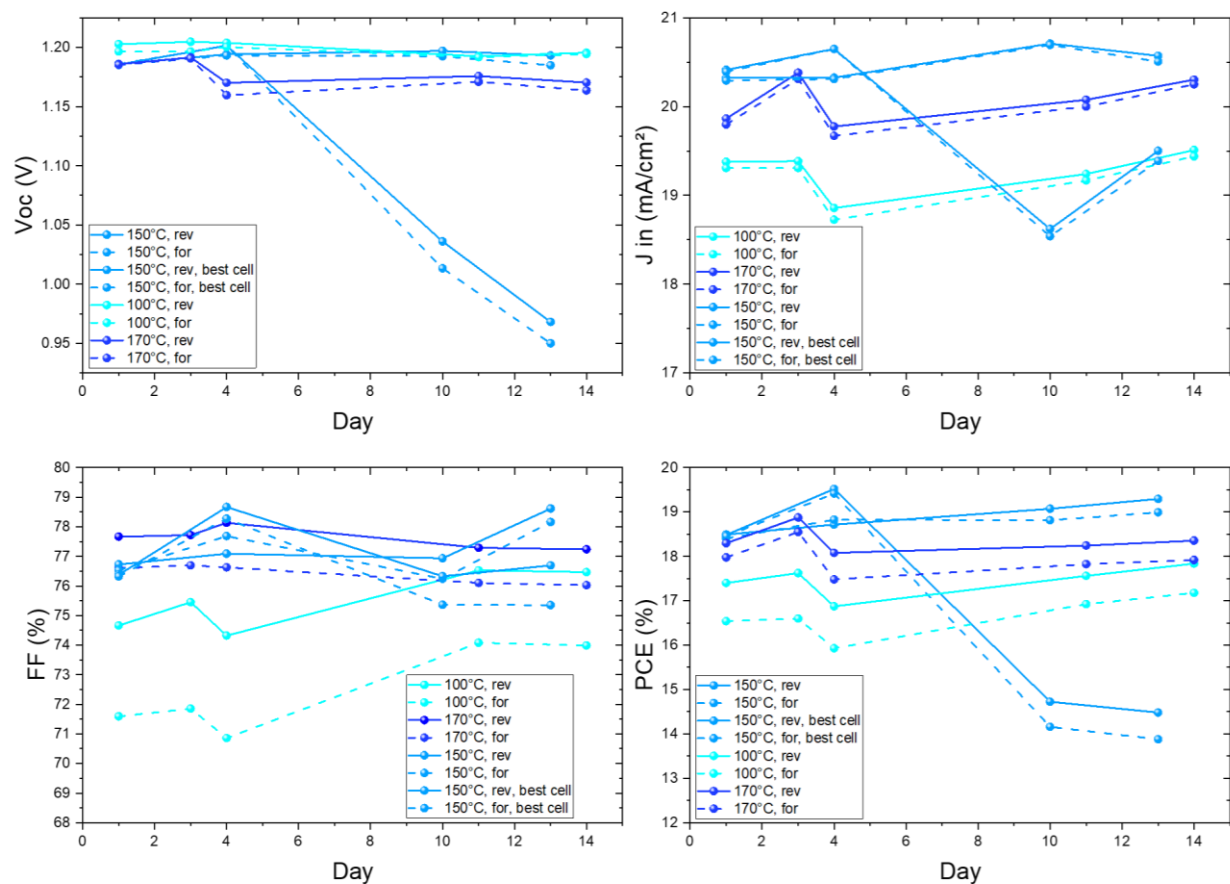 1.20
1.15
1.10
1.05
1.00
0.95
Voc (V)
150°C, rev
150°C, for
150°C, rev, best cell
150°C, for, best cell
100°C, rev
100°C, for
170°C, rev
170°C, for
0 2 4 6 8 10 12 14
Day
21
20
19
18
17
J in (mA/cm²)
100°C, rev
100°C, for
170°C, rev
170°C, for
150°C, rev
150°C, for
150°C, rev, best cell
150°C, for, best cell
0 2 4 6 8 10 12 14
Day
80
79
78
77
76
75
74
73
72
71
70
69
68
FF (%)
100°C, rev
100°C, for
170°C, rev
170°C, for
150°C, rev
150°C, for
150°C, rev, best cell
150°C, for, best cell
0 2 4 6 8 10 12 14
Day
20
19
18
17
16
15
14
13
12
PCE (%)
150°C, rev
150°C, for
150°C, rev, best cell
150°C, for, best cell
100°C, rev
100°C, for
170°C, rev
170°C, for
0 2 4 6 8 10 12 14
Day